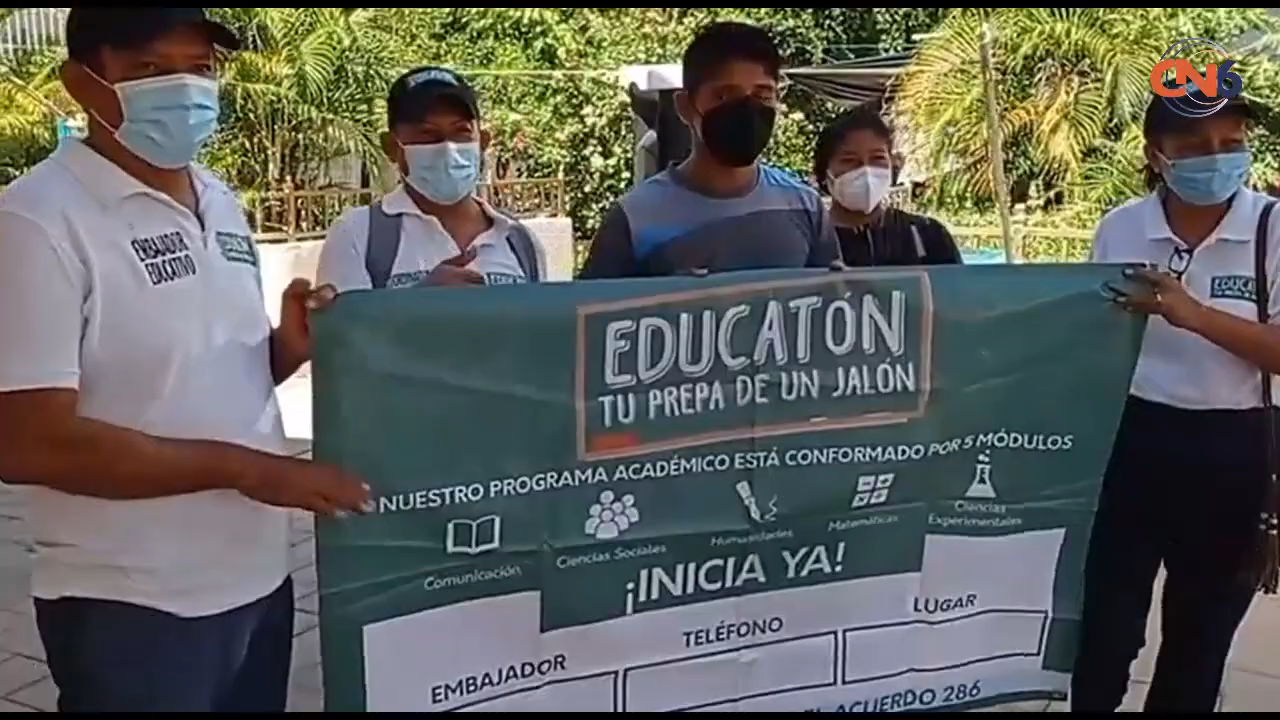 CN6
EMBAJADOR
EDUCATIVO
EDUCATÓN
TU PREPA DE UN JALÓN
NUESTRO PROGRAMA ACADÉMICO ESTÁ CONFORMADO POR 5 MÓDULOS
Comunicación
Ciencias Sociales
Humanidades
Matemáticas
Ciencias
Experimentales
¡INICIA YA!
EMBAJADOR
TELÉFONO
LUGAR
ACUERDO 286